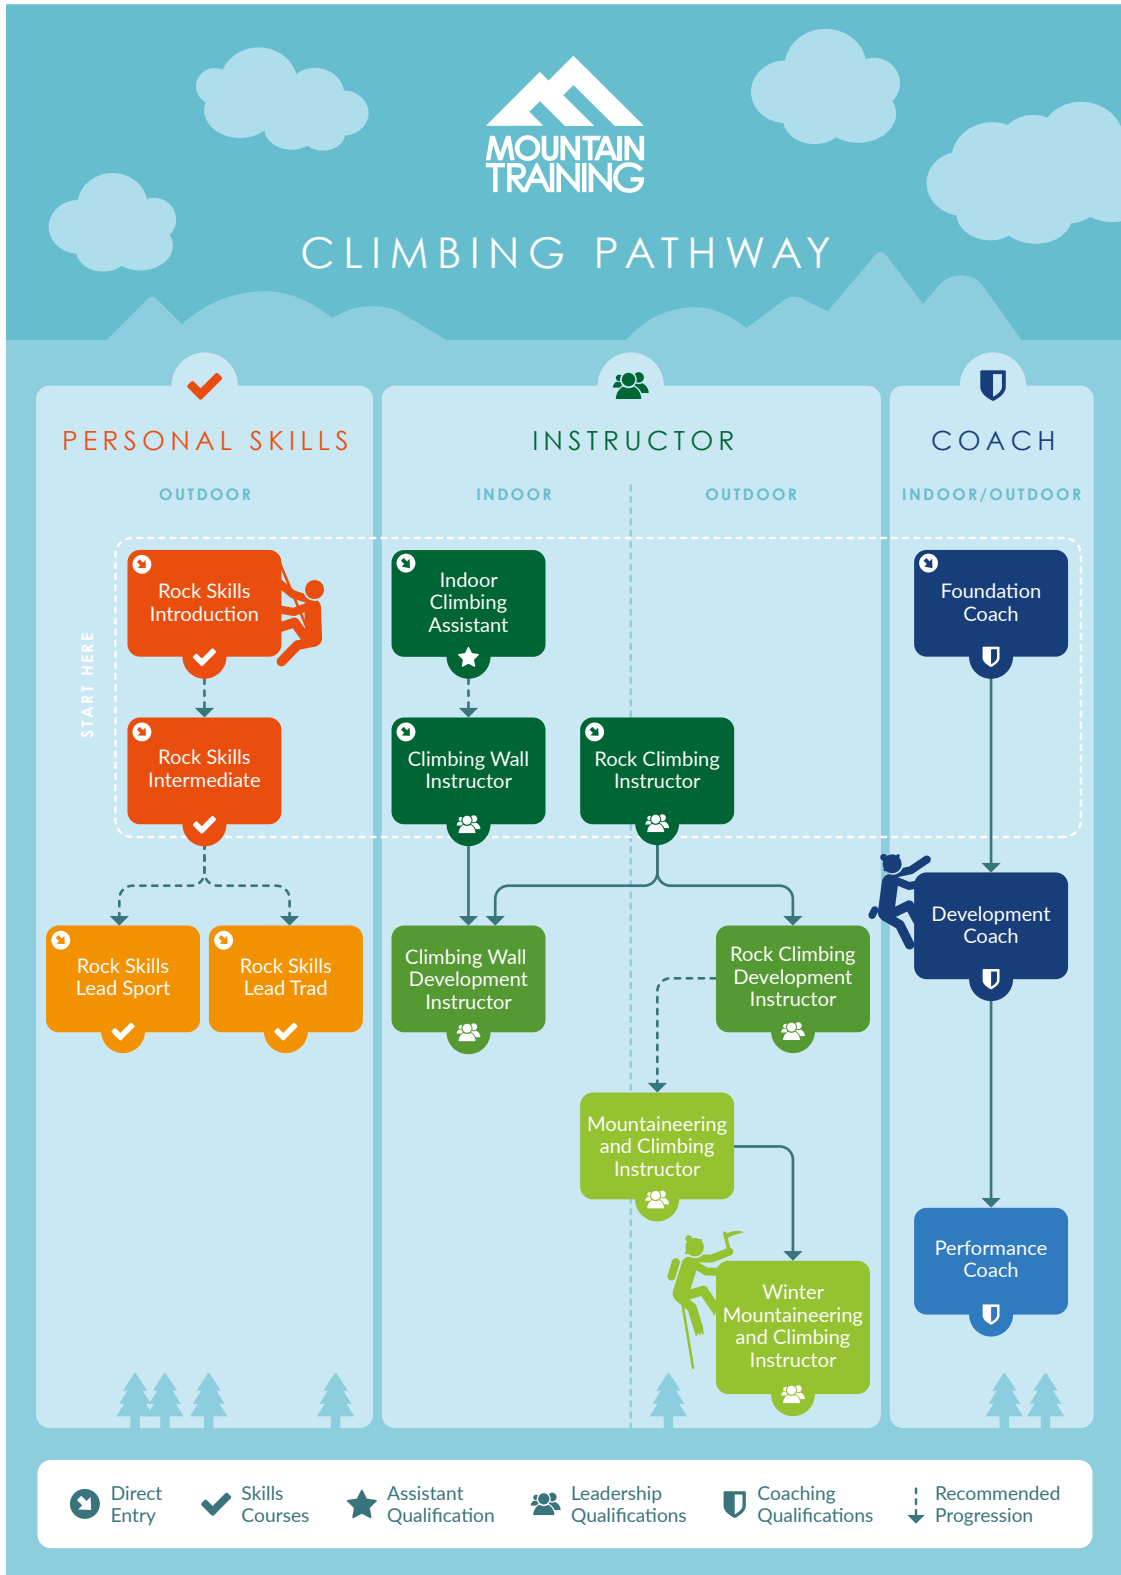 MOUNTAIN
TRAINING
CLIMBING PATHWAY
PERSONAL SKILLS
OUTDOOR
INSTRUCTOR
INDOOR
OUTDOOR
COACH
INDOOR/OUTDOOR
START HERE
Rock Skills
Introduction
Indoor
Climbing
Assistant
Foundation
Coach
Rock Skills
Intermediate
Climbing Wall
Instructor
Rock Climbing
Instructor
Development
Coach
Rock Skills
Lead Sport
Rock Skills
Lead Trad
Climbing Wall
Development
Instructor
Rock Climbing
Development
Instructor
Mountaineering
and Climbing
Instructor
Performance
Coach
Winter
Mountaineering
and Climbing
Instructor
Direct
Entry
Skills
Courses
Assistant
Qualification
Leadership
Qualifications
Coaching
Qualifications
Recommended
Progression